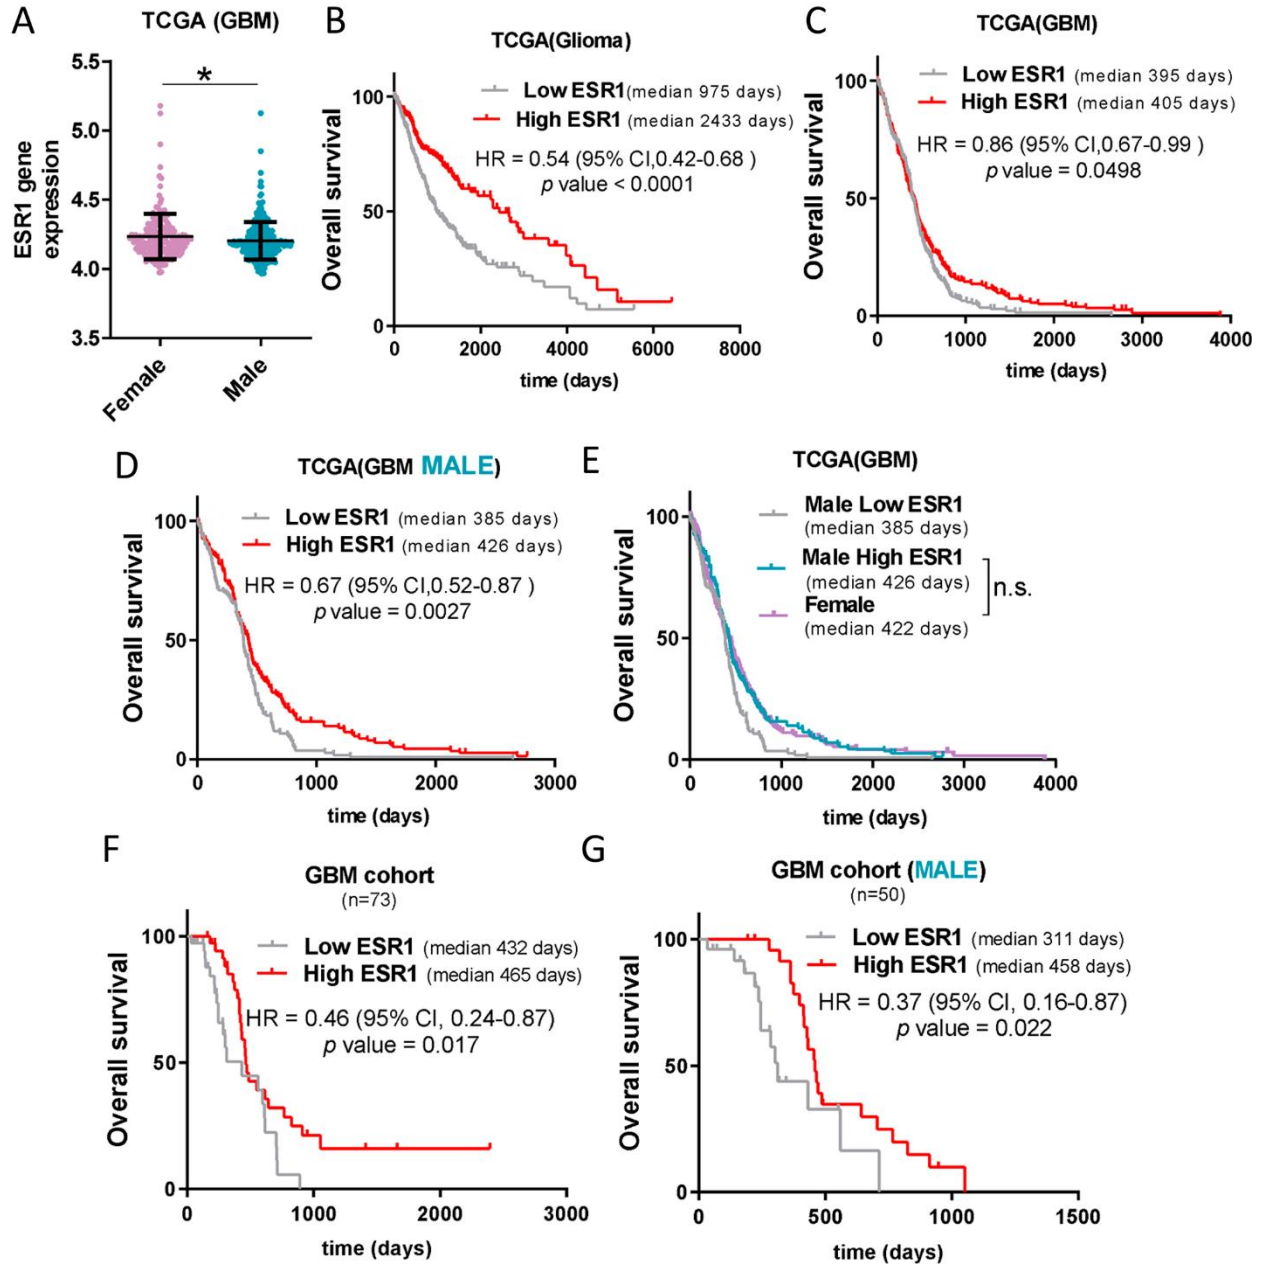 A
TCGA (GBM)
ESR1 gene
expression
5.5
5.0
4.5
4.0
3.5
*
Female
Male
B
TCGA(Glioma)
Low ESR1(median 975 days)
High ESR1 (median 2433 days)
HR = 0.54 (95% CI,0.42-0.68 )
p value < 0.0001
Overall survival
100
50
0
0 2000 4000 6000 8000
time (days)
C
TCGA(GBM)
Low ESR1 (median 395 days)
High ESR1 (median 405 days)
HR = 0.86 (95% CI,0.67-0.99 )
p value = 0.0498
Overall survival
100
50
0
0 1000 2000 3000 4000
time (days)
D
TCGA(GBM MALE)
Low ESR1 (median 385 days)
High ESR1 (median 426 days)
HR = 0.67 (95% CI,0.52-0.87 )
p value = 0.0027
Overall survival
100
50
0
0 1000 2000 3000
time (days)
E
TCGA(GBM)
Male Low ESR1
(median 385 days)
Male High ESR1
(median 426 days)
Female
(median 422 days)
n.s.
Overall survival
100
50
0
0 1000 2000 3000 4000
time (days)
F
GBM cohort
(n=73)
Low ESR1 (median 432 days)
High ESR1 (median 465 days)
HR = 0.46 (95% CI, 0.24-0.87)
p value = 0.017
Overall survival
100
50
0
0 1000 2000 3000
time (days)
G
GBM cohort (MALE)
(n=50)
Low ESR1 (median 311 days)
High ESR1 (median 458 days)
HR = 0.37 (95% CI, 0.16-0.87)
p value = 0.022
Overall survival
100
50
0
0 500 1000 1500
time (days)